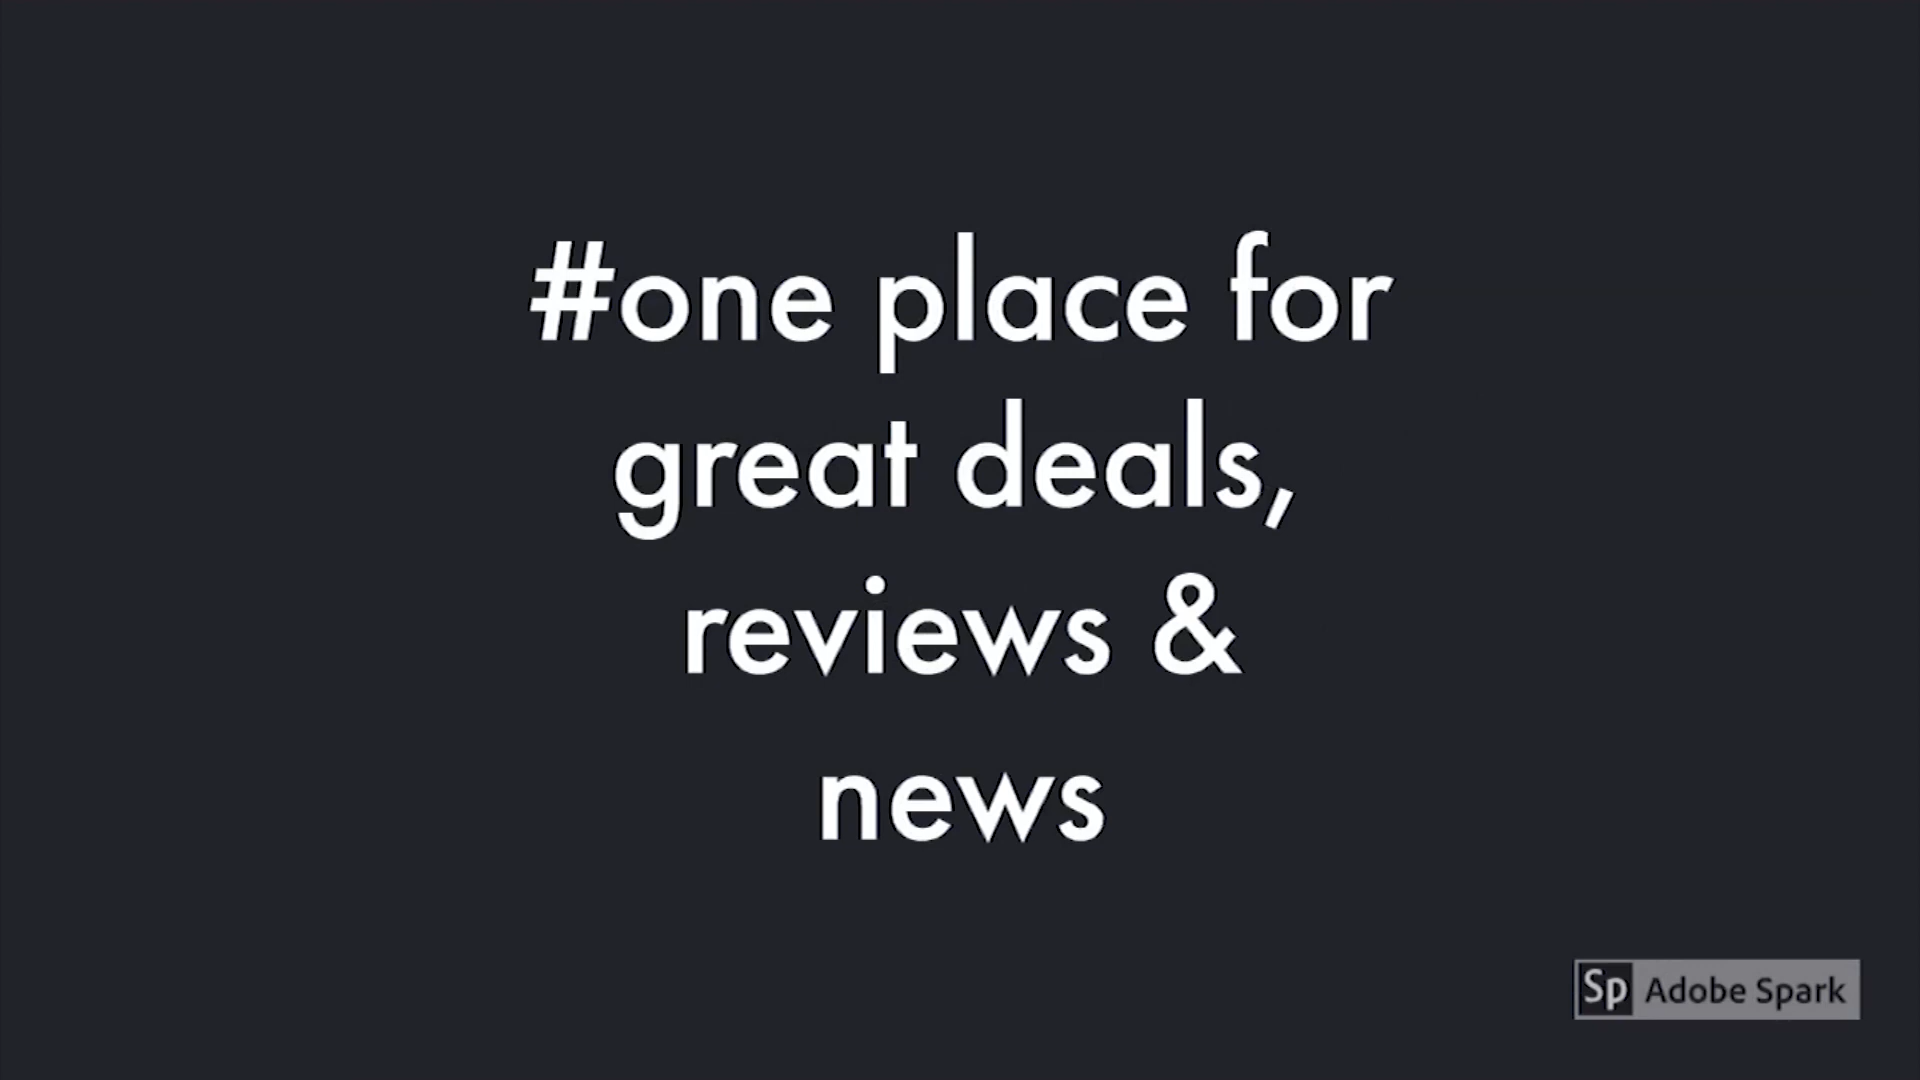 #one place for
great deals,
reviews &
news
Sp Adobe Spark